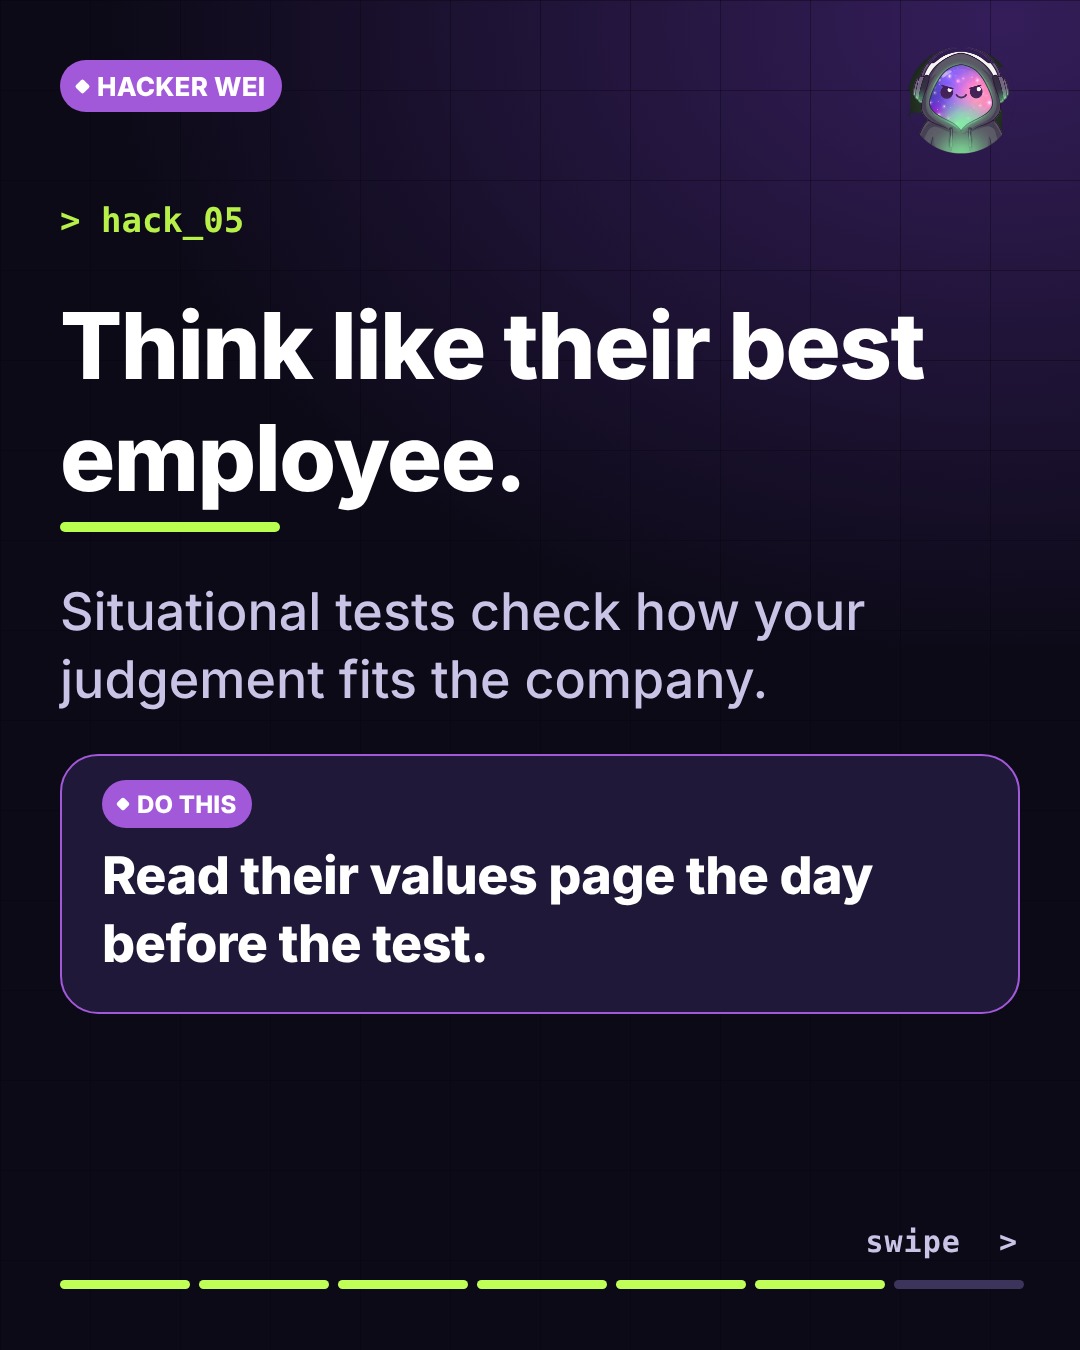 HACKER WEI
> hack_05
Think like their best
employee.
Situational tests check how your
judgement fits the company.
DO THIS
Read their values page the day
before the test.
swipe >